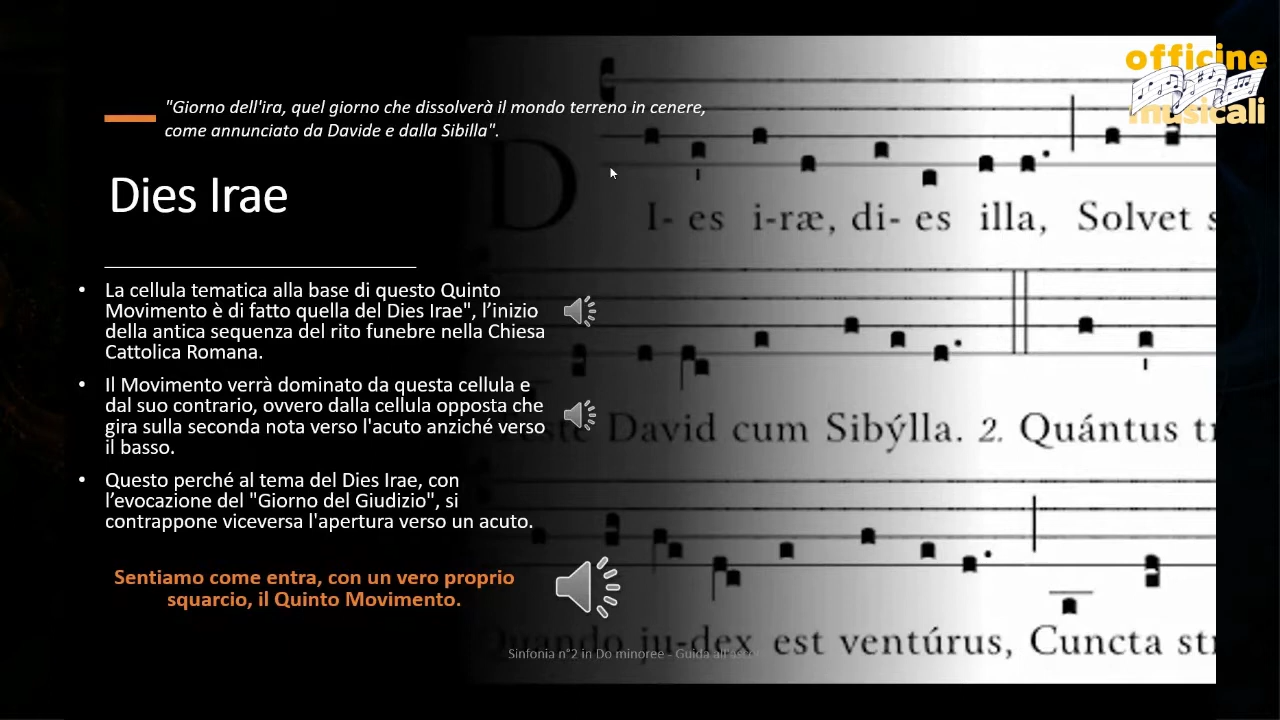 officine
musicali
"Giorno dell'ira, quel giorno che dissolverà il mondo terreno in cenere,
come annunciato da Davide e dalla Sibilla".
Dies Irae
La cellula tematica alla base di questo Quinto
Movimento è di fatto quella del Dies Irae", l’inizio
della antica sequenza del rito funebre nella Chiesa
Cattolica Romana.
Il Movimento verrà dominato da questa cellula e
dal suo contrario, ovvero dalla cellula opposta che
gira sulla seconda nota verso l'acuto anziché verso
il basso.
Questo perché al tema del Dies Irae, con
l’evocazione del "Giorno del Giudizio", si
contrappone viceversa l'apertura verso un acuto.
Sentiamo come entra, con un vero proprio
squarcio, il Quinto Movimento.
D I- es i-ræ, di- es illa, Solvet s
David cum Sibýlla. 2. Quántus t
Quando ju-dex est ventúrus, Cuncta st
Sinfonia n°2 in Do minoree - Guida all'ascol